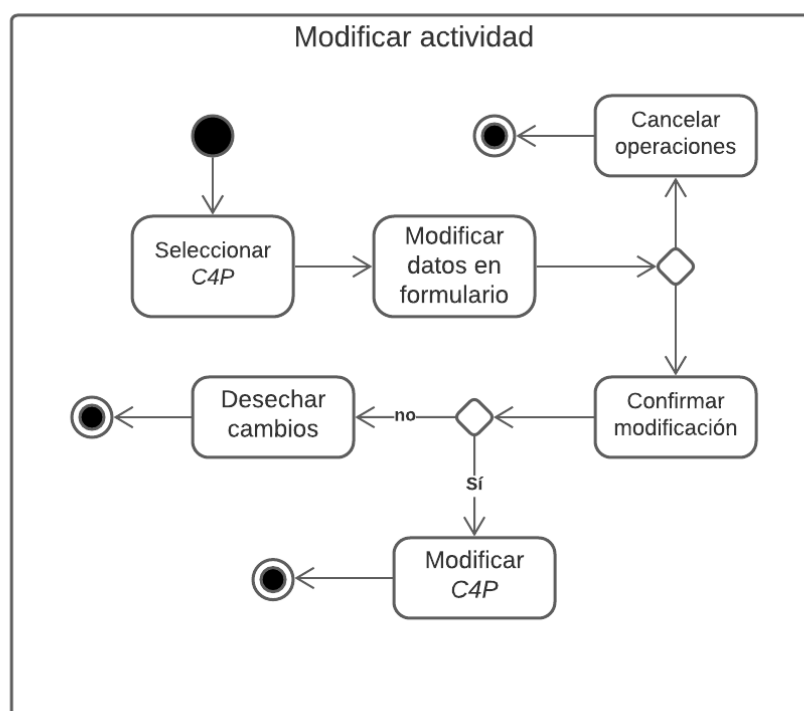 Modificar actividad
Cancelar
operaciones
Seleccionar
C4P
Modificar
datos en
formulario
Desechar
cambios
no
Confirmar
modificación
Sí
Modificar
C4P